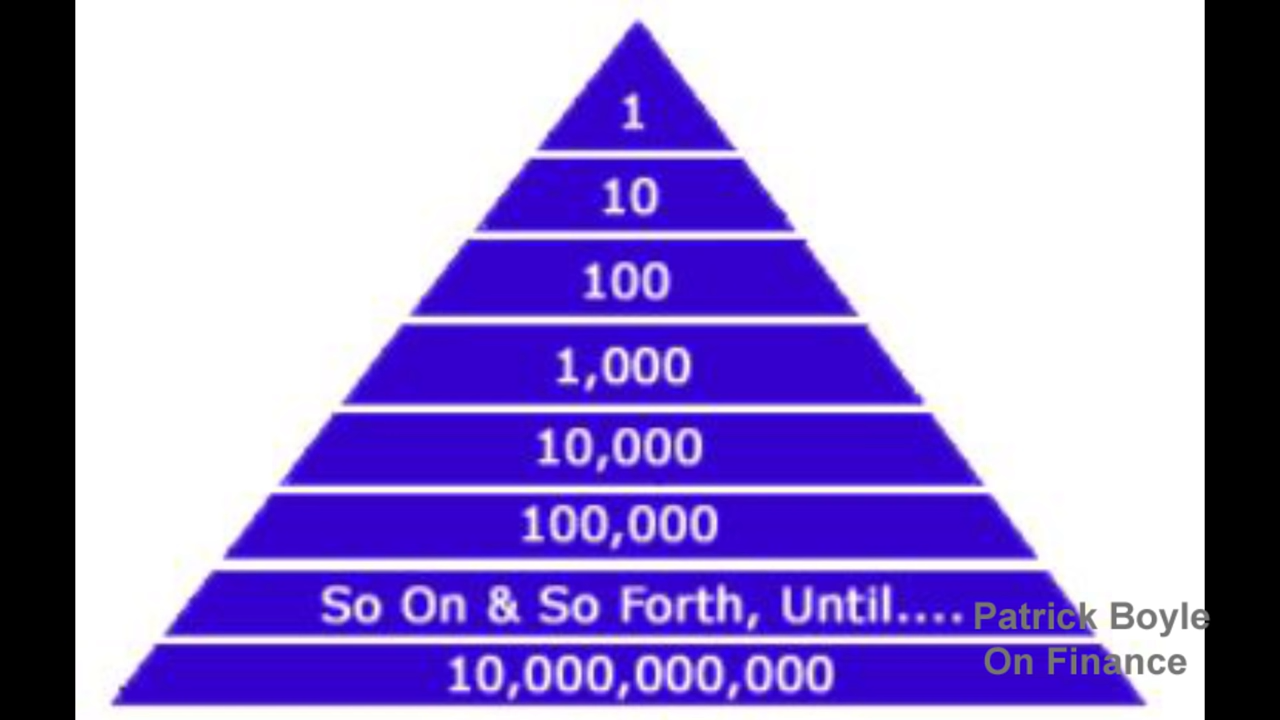 1
10
100
1,000
10,000
100,000
So On & So Forth, Until....
Patrick Boyle
On Finance
10,000,000,000